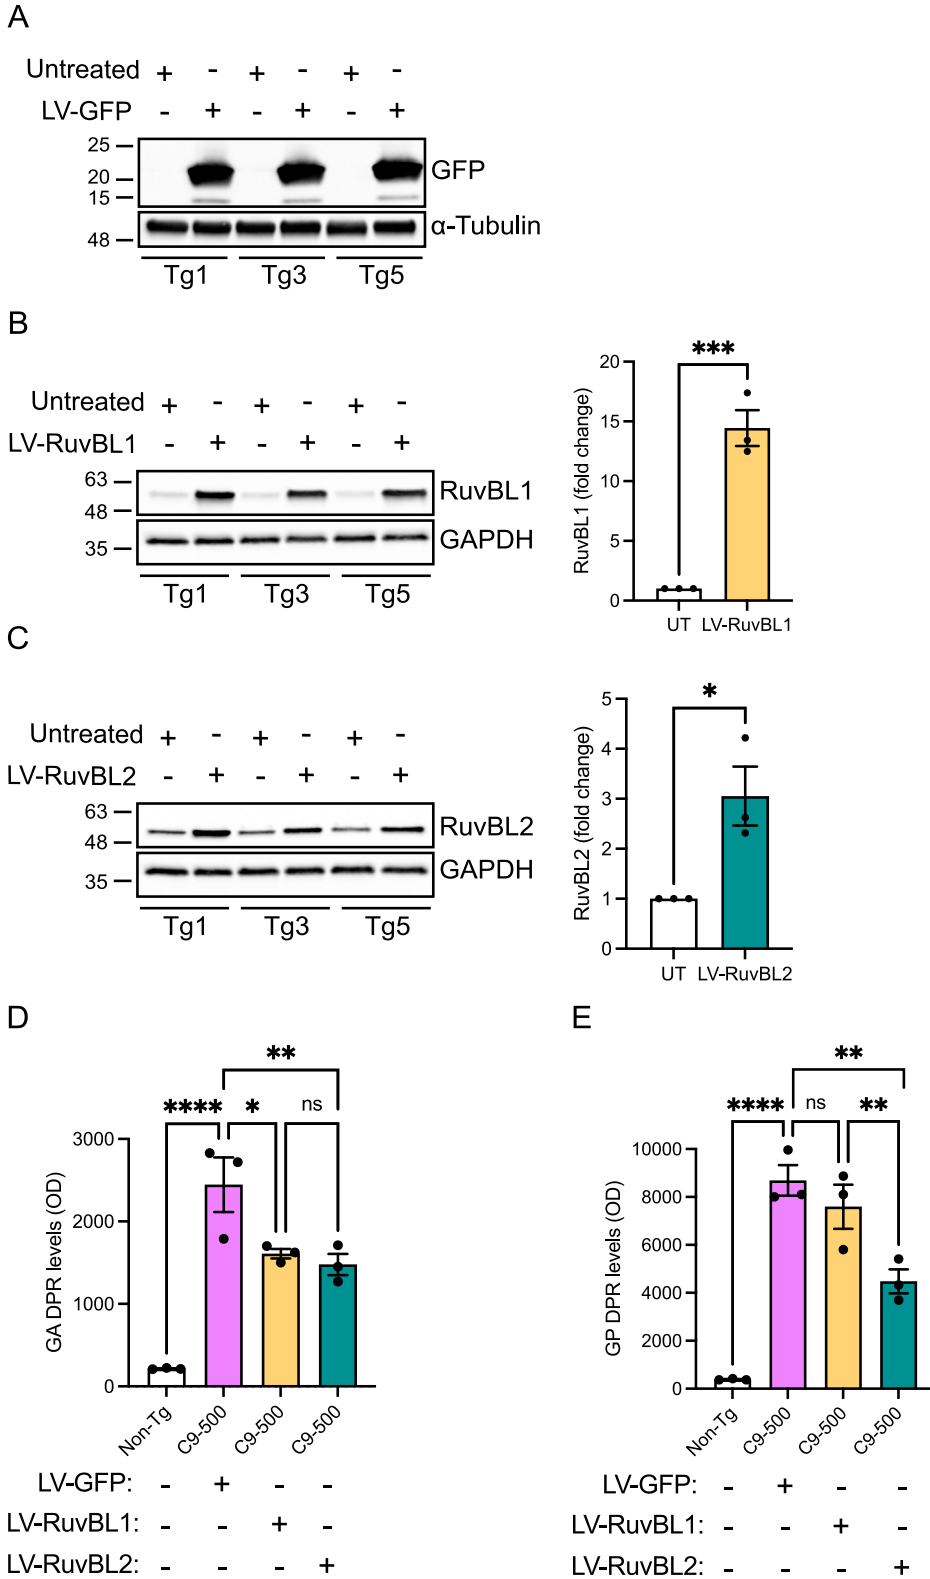 A
Untreated + - + - + -
LV-GFP - + - + - +
25
20
15
GFP
48
α-Tubulin
Tg1 Tg3 Tg5
B
Untreated + - + - + -
LV-RuvBL1 - + - + - +
63
48
RuvBL1
35
GAPDH
Tg1 Tg3 Tg5
RuvBL1 (fold change)
20
15
10
5
0
***
UT LV-RuvBL1
C
Untreated + - + - + -
LV-RuvBL2 - + - + - +
63
48
RuvBL2
35
GAPDH
Tg1 Tg3 Tg5
RuvBL2 (fold change)
5
4
3
2
1
0
*
UT LV-RuvBL2
D
**
**** * ns
GA DPR levels (OD)
3000
2000
1000
0
Non-Tg C9-500 C9-500 C9-500
LV-GFP: - + - -
LV-RuvBL1: - - + -
LV-RuvBL2: - - - +
E
**
**** ns **
GP DPR levels (OD)
10000
8000
6000
4000
2000
0
Non-Tg C9-500 C9-500 C9-500
LV-GFP: - + - -
LV-RuvBL1: - - + -
LV-RuvBL2: - - - +